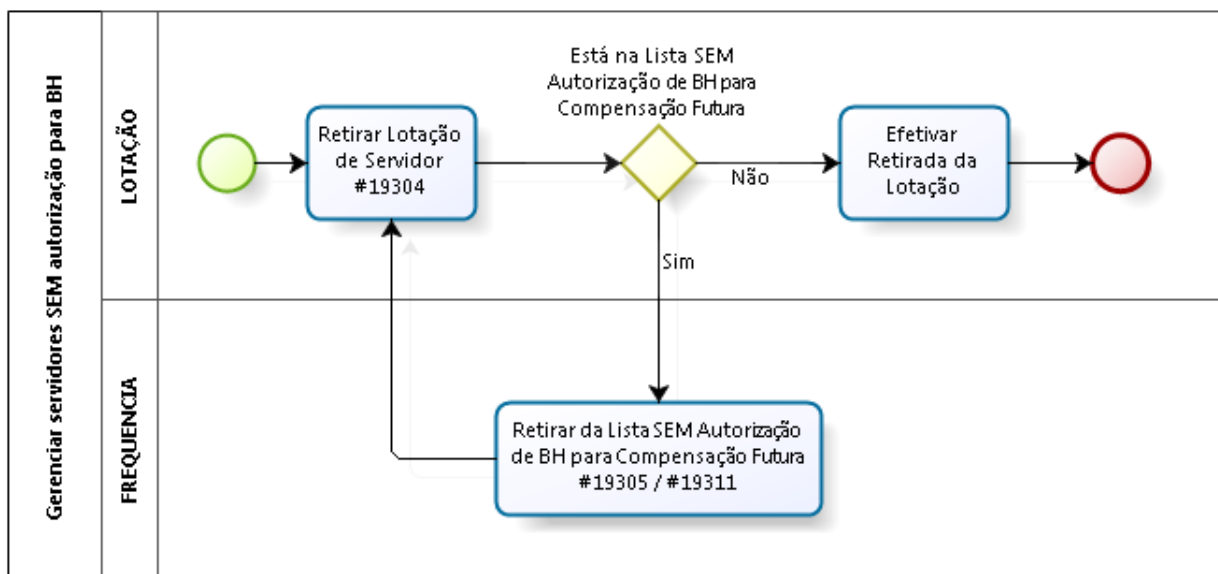 Gerenciar servidores SEM autorização para BH
LOTAÇÃO
Retirar Lotação
de Servidor
#19304
Está na Lista SEM
Autorização de BH para
Compensação Futura
Não
Sim
Efetivar
Retirada da
Lotação
FREQUENCIA
Retirar da Lista SEM Autorização
de BH para Compensação Futura
#19305 / #19311